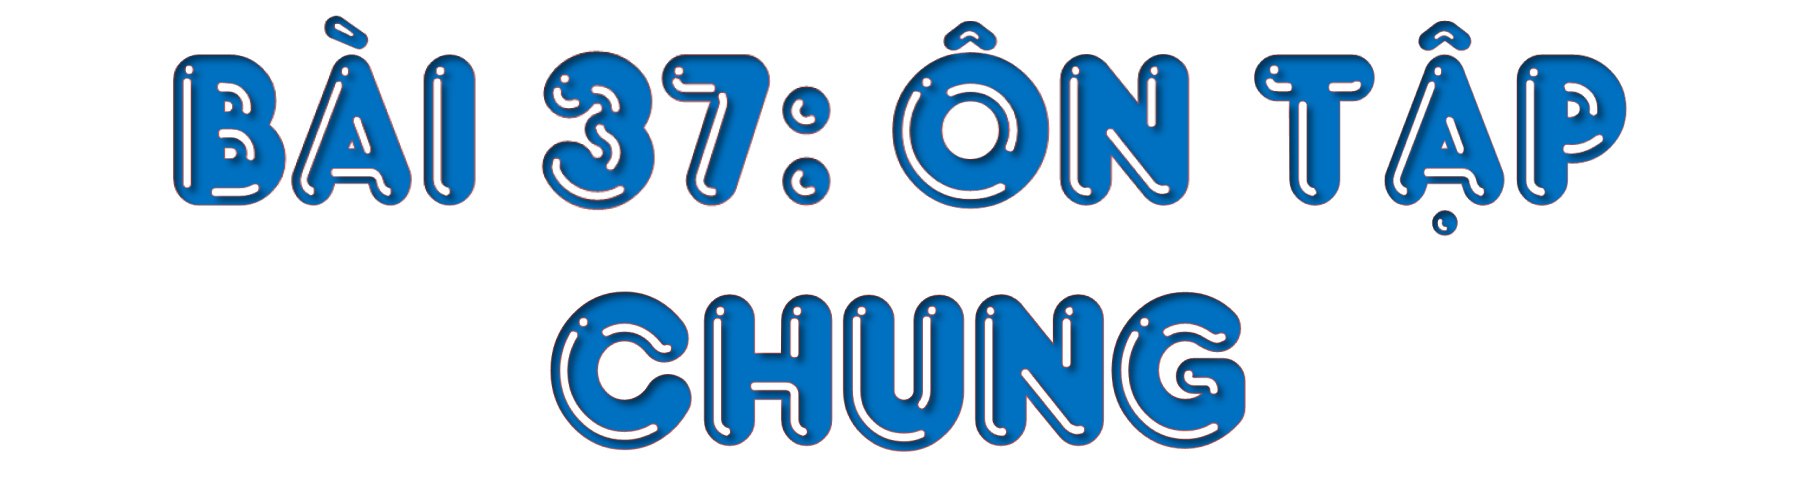 BÀI 37: ÔN TẬP
CHUNG